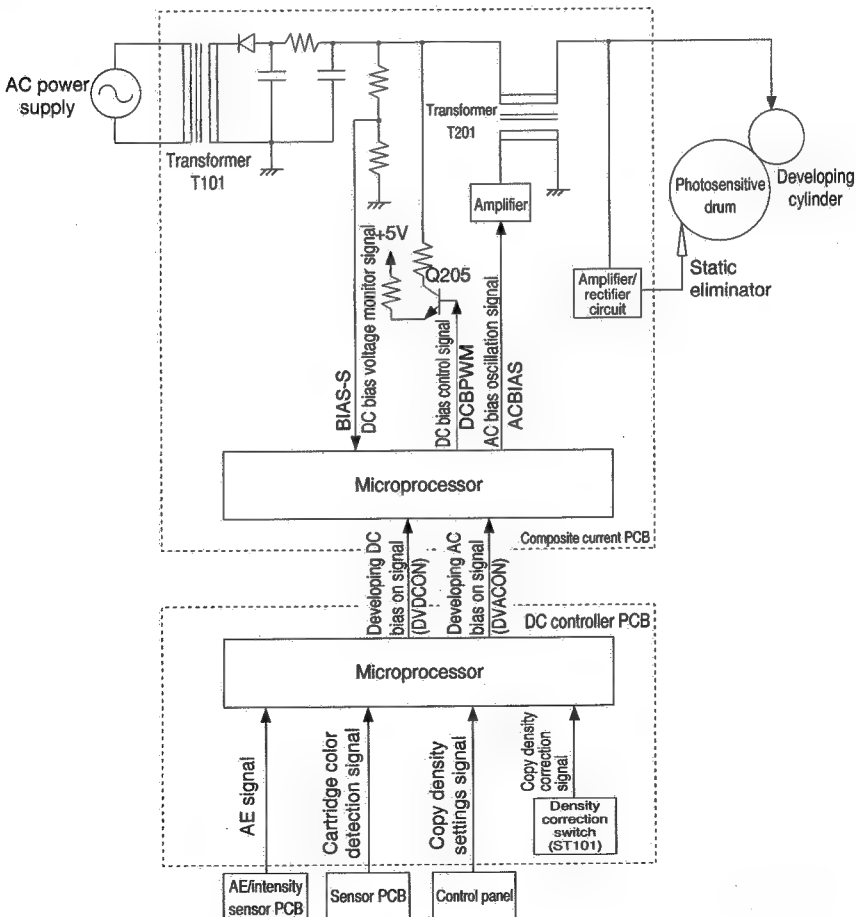 AC power
supply
Transformer
T101
Transformer
T201
Amplifier
Photosensitive
drum
Developing
cylinder
Static
eliminator
Amplifier/
rectifier
circuit
+5V
Q205
BIAS-S
DC bias voltage monitor signal
DC bias control signal
DCBPWM
AC bias oscillation signal
ACBIAS
Microprocessor
Composite current PCB
Developing DC
bias on signal
(DVDCON)
Developing AC
bias on signal
(DVACON)
DC controller PCB
Microprocessor
AE signal
Cartridge color
detection signal
Copy density
settings signal
Copy density
correction
signal
Density
correction
switch
(ST101)
AE/intensity
sensor PCB
Sensor PCB
Control panel